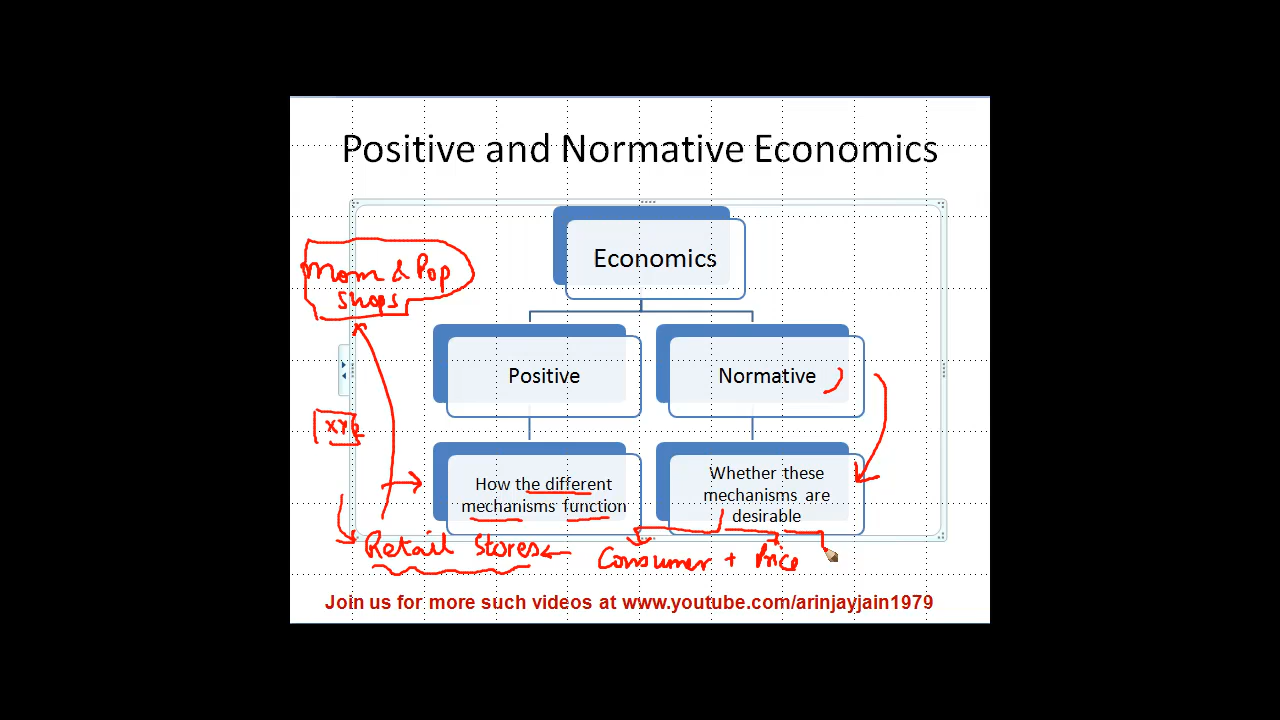 Positive and Normative Economics
Economics
Mom & Pop
Shops
Positive
Normative
How the different
mechanisms function
Whether these
mechanisms are
desirable
Retail Stores
Consumer + Price
Join us for more such videos at www.youtube.com/arinjayjain1979